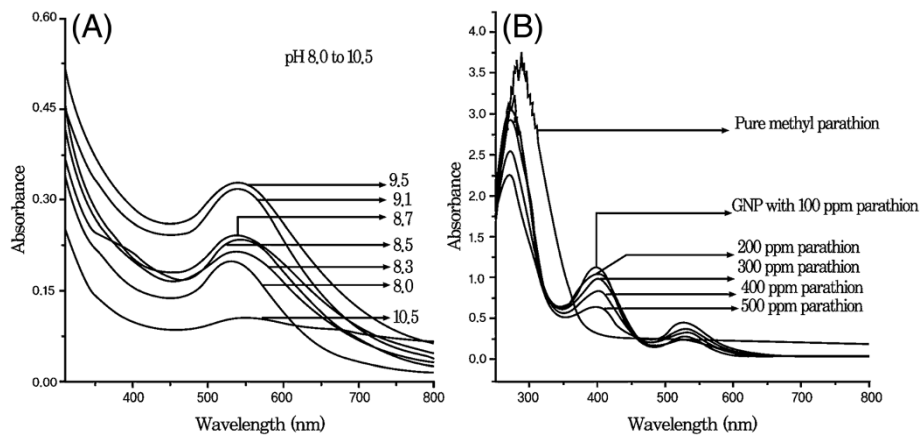 (A)
pH 8.0 to 10.5
0.60
0.45
0.30
0.15
0.00
Absorbance
9.5
9.1
8.7
8.5
8.3
8.0
10.5
400 500 600 700 800
Wavelength (nm)
(B)
4.0
3.5
3.0
2.5
2.0
1.5
1.0
0.5
0.0
Absorbance
Pure methyl parathion
GNP with 100 ppm parathion
200 ppm parathion
300 ppm parathion
400 ppm parathion
500 ppm parathion
300 400 500 600 700 800
Wavelength (nm)